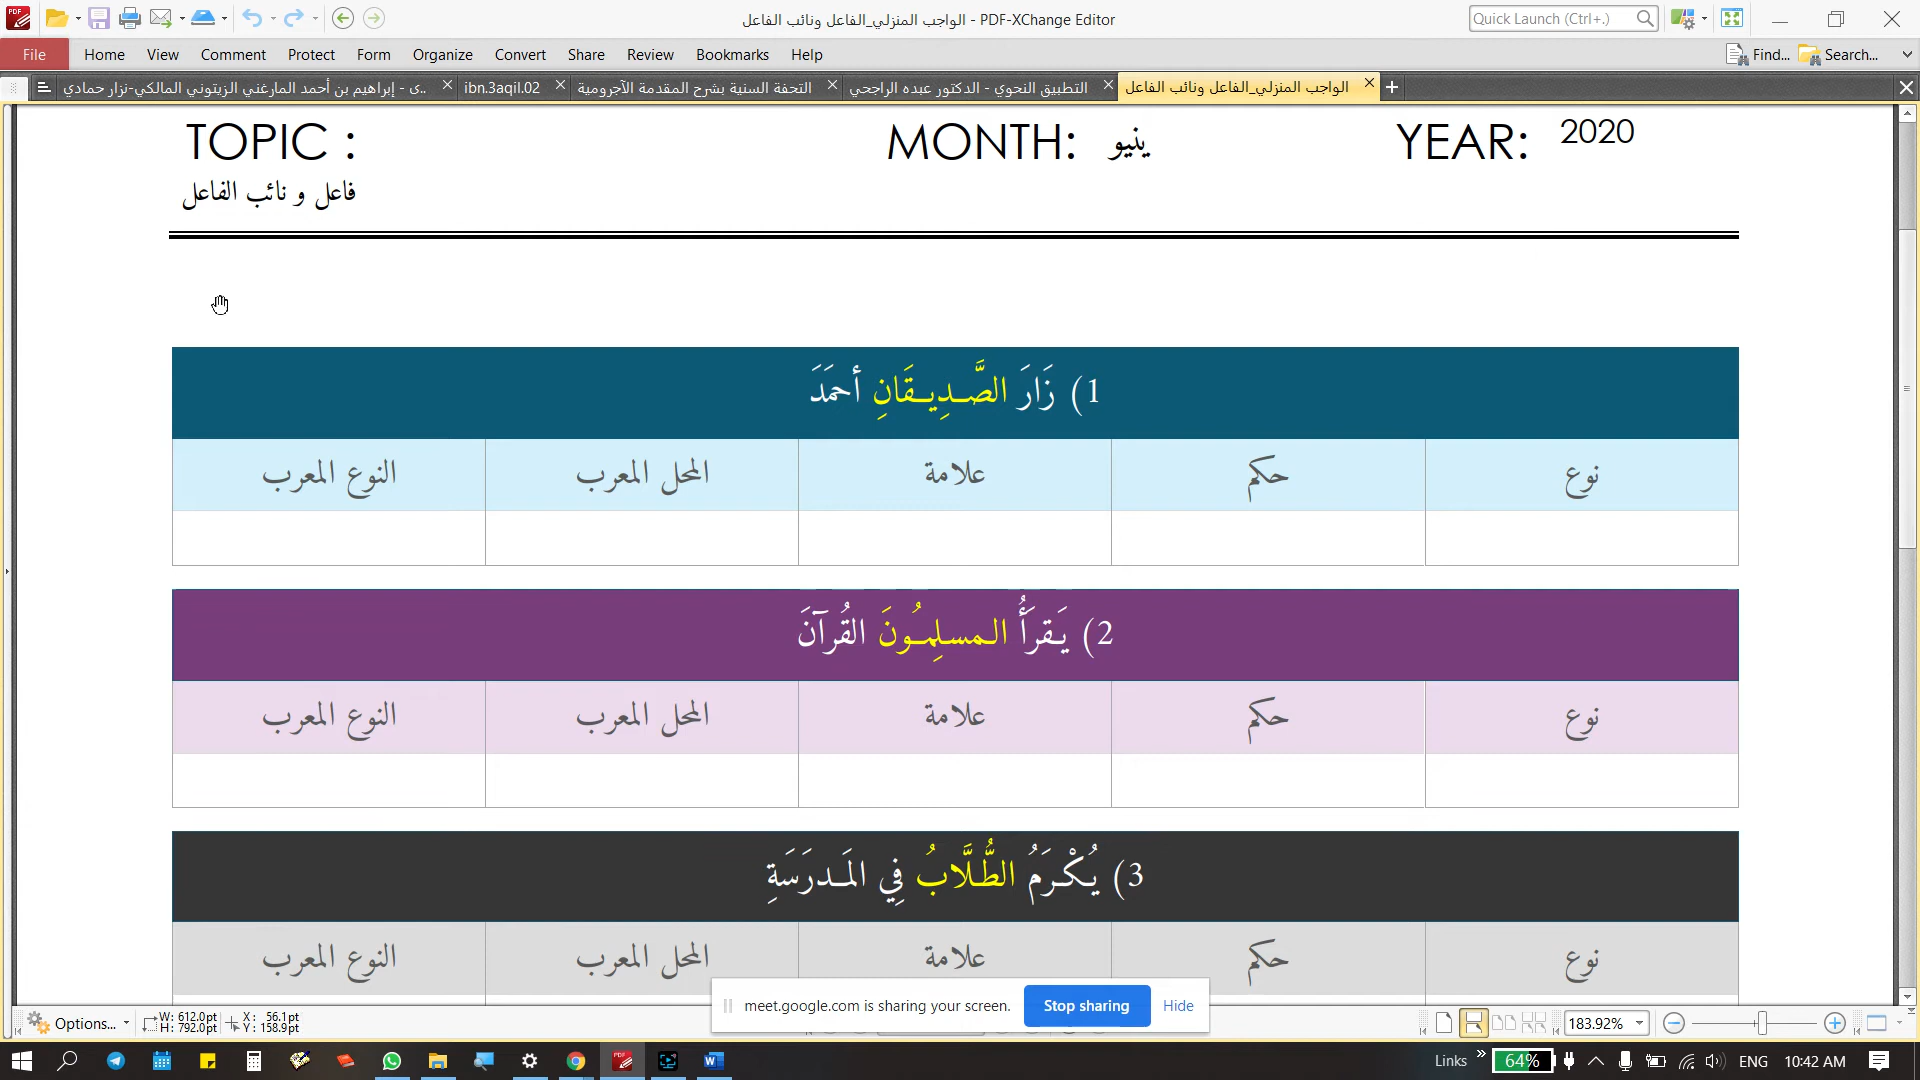 الواجب المنزلي_الفاعل ونائب الفاعل - PDF-XChange Editor
Quick Launch (Ctrl+.)
File Home View Comment Protect Form Organize Convert Share Review Bookmarks Help
Find... Search...
ى - إبراهيم بن أحمد المارغني الزيتوني المالكي-نزار حمادي..
ibn.3aqil.02
التحفة السنية بشرح المقدمة الآجرومية
التطبيق النحوي - الدكتور عبده الراجحي
الواجب المنزلي_الفاعل ونائب الفاعل
TOPIC : MONTH: ينيو YEAR: 2020
فاعل و نائب الفاعل
1) زَارَ الصَّدِيقَانِ أحمَدَ
نوع حكم علامة المحل المعرب النوع المعرب
2) يَقرَأُ المسلِمُونَ القُرآنَ
نوع حكم علامة المحل المعرب النوع المعرب
3) يُكْرَمُ الطُّلَّابُ فِي المَدرَسَةِ
نوع حكم علامة المحل المعرب النوع المعرب
meet.google.com is sharing your screen. Stop sharing Hide
Options... W: 612.0pt X: 56.1pt
H: 792.0pt Y: 158.9pt
183.92%
Links » 64% ENG 10:42 AM